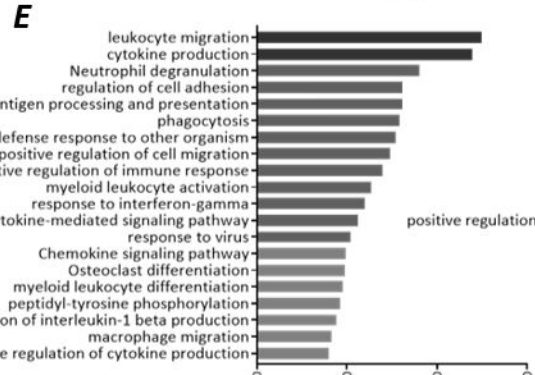 E
leukocyte migration
cytokine production
Neutrophil degranulation
regulation of cell adhesion
ntigen processing and presentation
phagocytosis
defense response to other organism
positive regulation of cell migration
tive regulation of immune response
myeloid leukocyte activation
response to interferon-gamma
tokine-mediated signaling pathway
positive regulation
response to virus
Chemokine signaling pathway
Osteoclast differentiation
myeloid leukocyte differentiation
peptidyl-tyrosine phosphorylation
on of interleukin-1 beta production
macrophage migration
e regulation of cytokine production